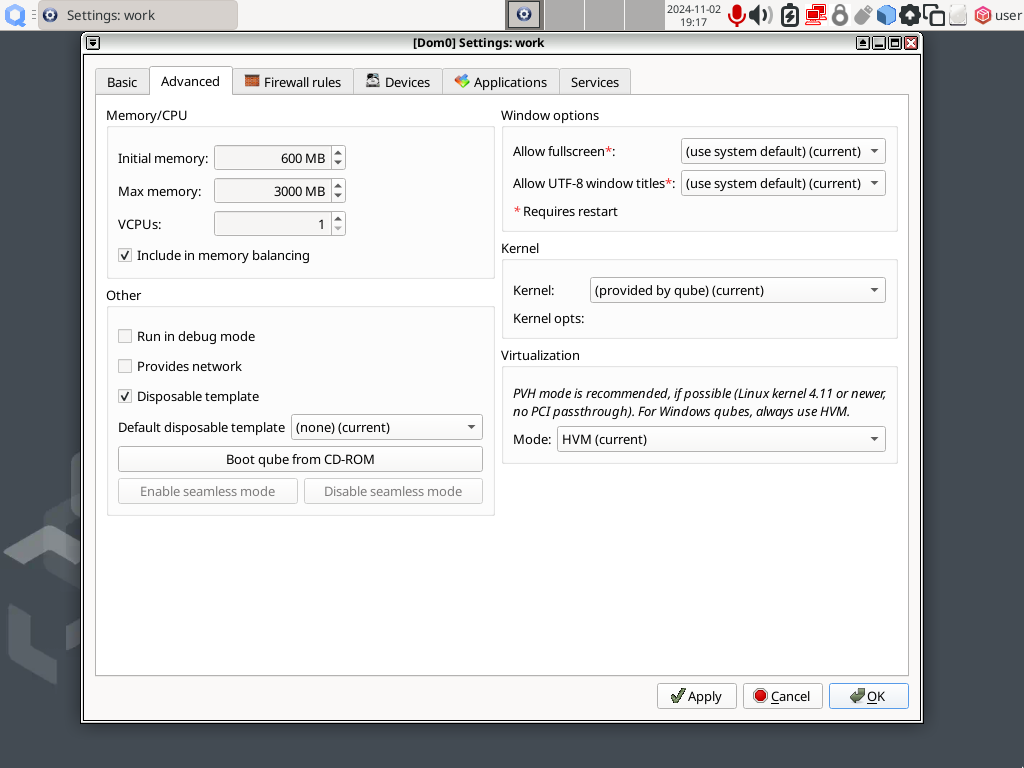 Settings: work
2024-11-02
19:17
user
[Dom0] Settings: work
Basic
Advanced
Firewall rules
Devices
Applications
Services
Memory/CPU
Initial memory: 600 MB
Max memory: 3000 MB
VCPUs: 1
Include in memory balancing
Other
Run in debug mode
Provides network
Disposable template
Default disposable template (none) (current)
Boot qube from CD-ROM
Enable seamless mode
Disable seamless mode
Window options
Allow fullscreen*: (use system default) (current)
Allow UTF-8 window titles*: (use system default) (current)
* Requires restart
Kernel
Kernel: (provided by qube) (current)
Kernel opts:
Virtualization
PVH mode is recommended, if possible (Linux kernel 4.11 or newer,
no PCI passthrough). For Windows qubes, always use HVM.
Mode: HVM (current)
Apply
Cancel
OK